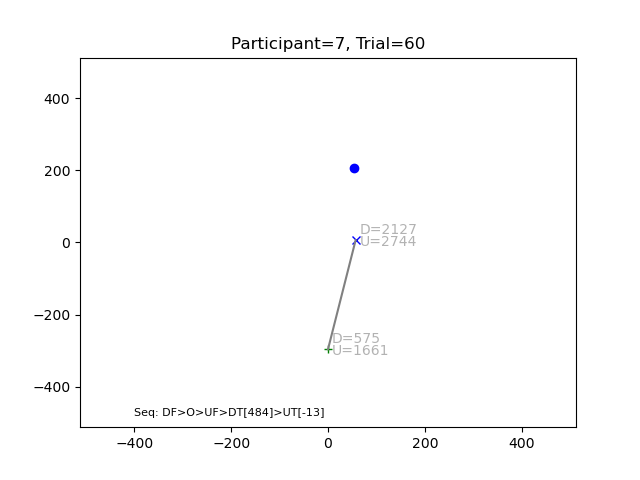 Participant=7, Trial=60
400
200
0
−200
−400
D=2127
U=2744
D=575
U=1661
Seq: DF>O>UF>DT[484]>UT[-13]
−400
−200
0
200
400